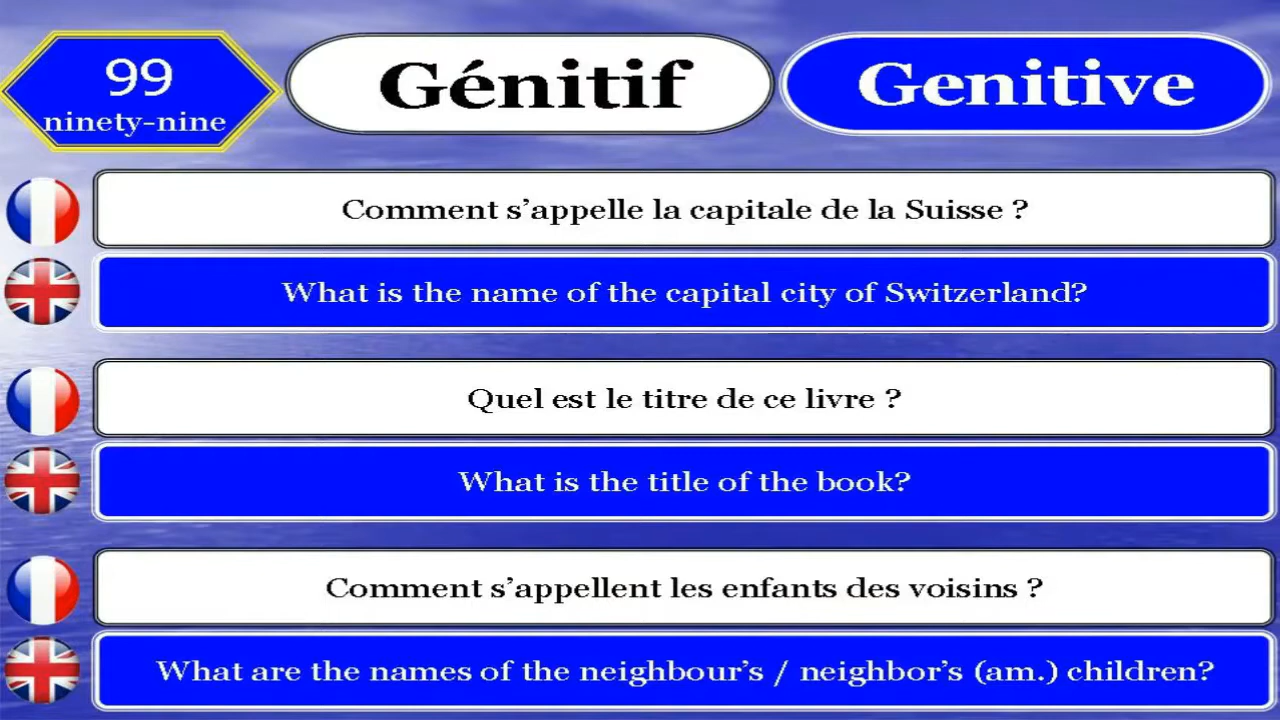 99
ninety-nine
Génitif
Genitive
Comment s’appelle la capitale de la Suisse ?
What is the name of the capital city of Switzerland?
Quel est le titre de ce livre ?
What is the title of the book?
Comment s’appellent les enfants des voisins ?
What are the names of the neighbour’s / neighbor’s (am.) children?